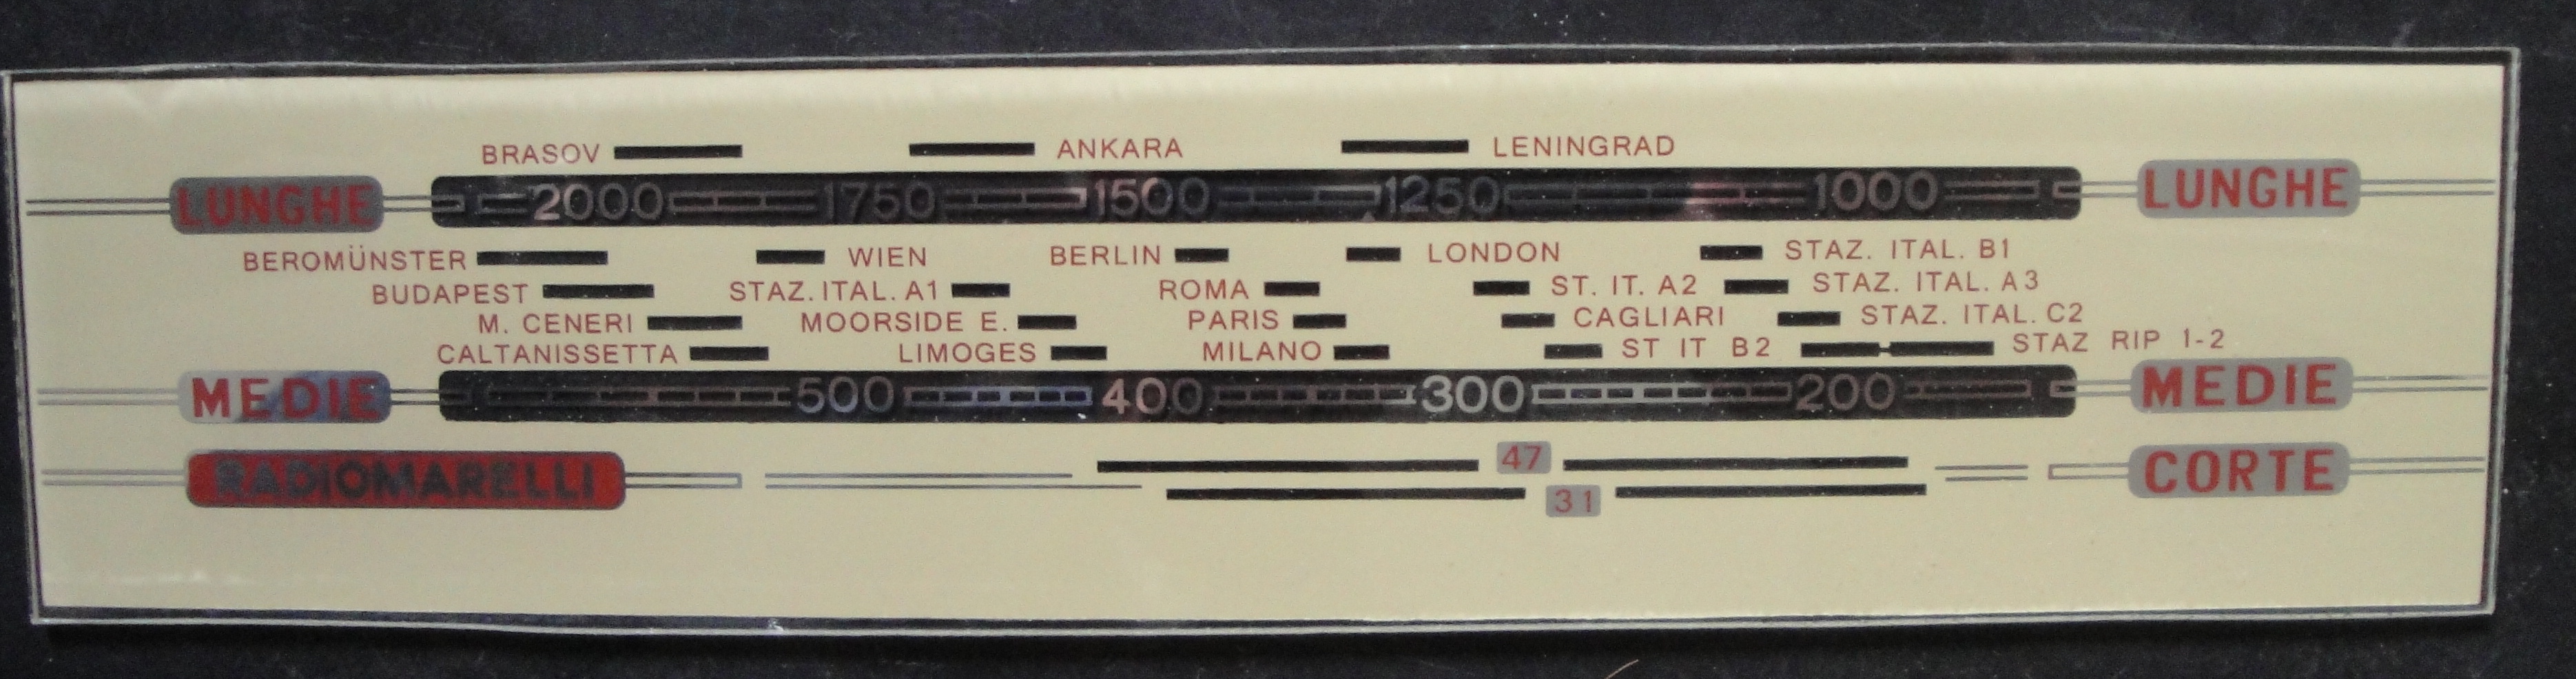 BRASOV ANKARA LENINGRAD
LUNGHE 2000 1750 1500 1250 1000 LUNGHE
BEROMÜNSTER WIEN BERLIN LONDON STAZ. ITAL. B1
BUDAPEST STAZ. ITAL. A1 ROMA ST. IT. A2 STAZ. ITAL. A3
M. CENERI MOORSIDE E. PARIS CAGLIARI STAZ. ITAL. C2
CALTANISSETTA LIMOGES MILANO ST IT B2 STAZ RIP 1-2
MEDIE 500 400 300 200 MEDIE
RADIOMARELLI 47 CORTE
31